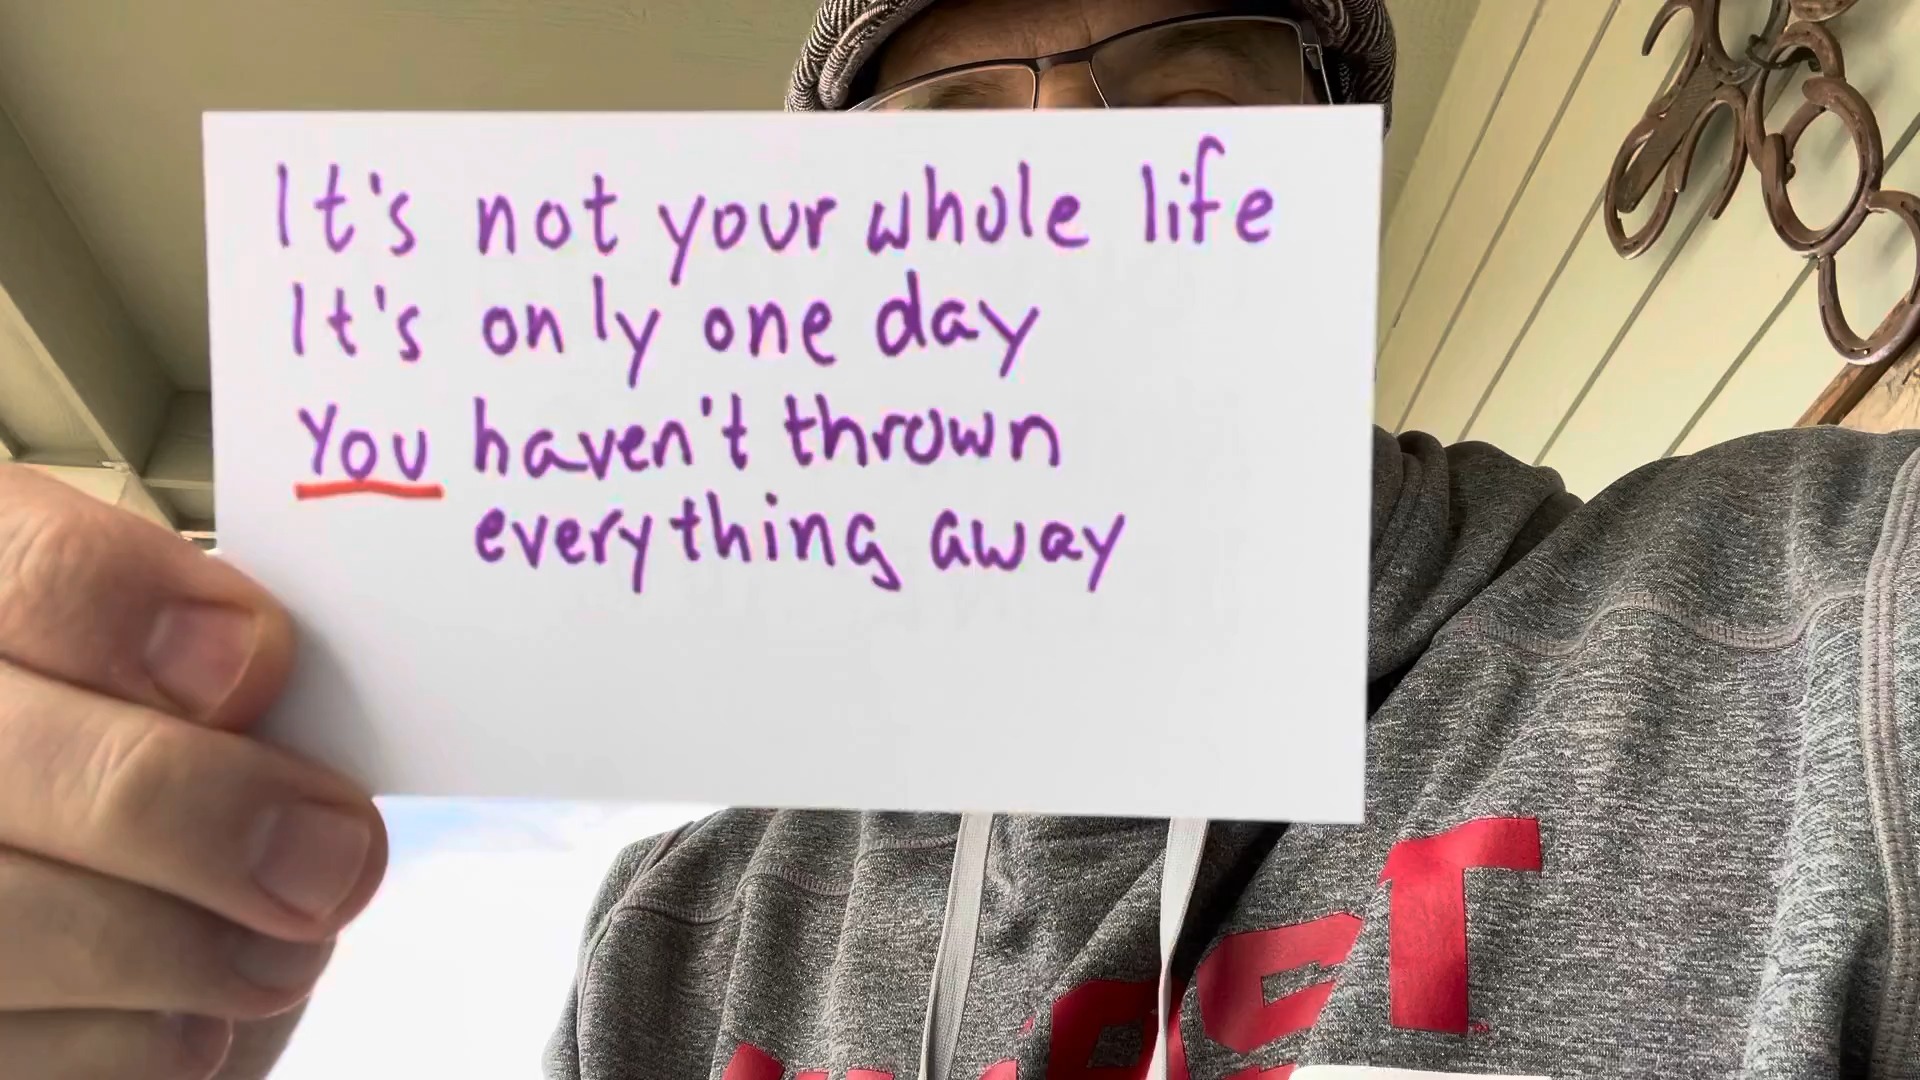 It's not your whole life
It's only one day
You haven't thrown
everything away